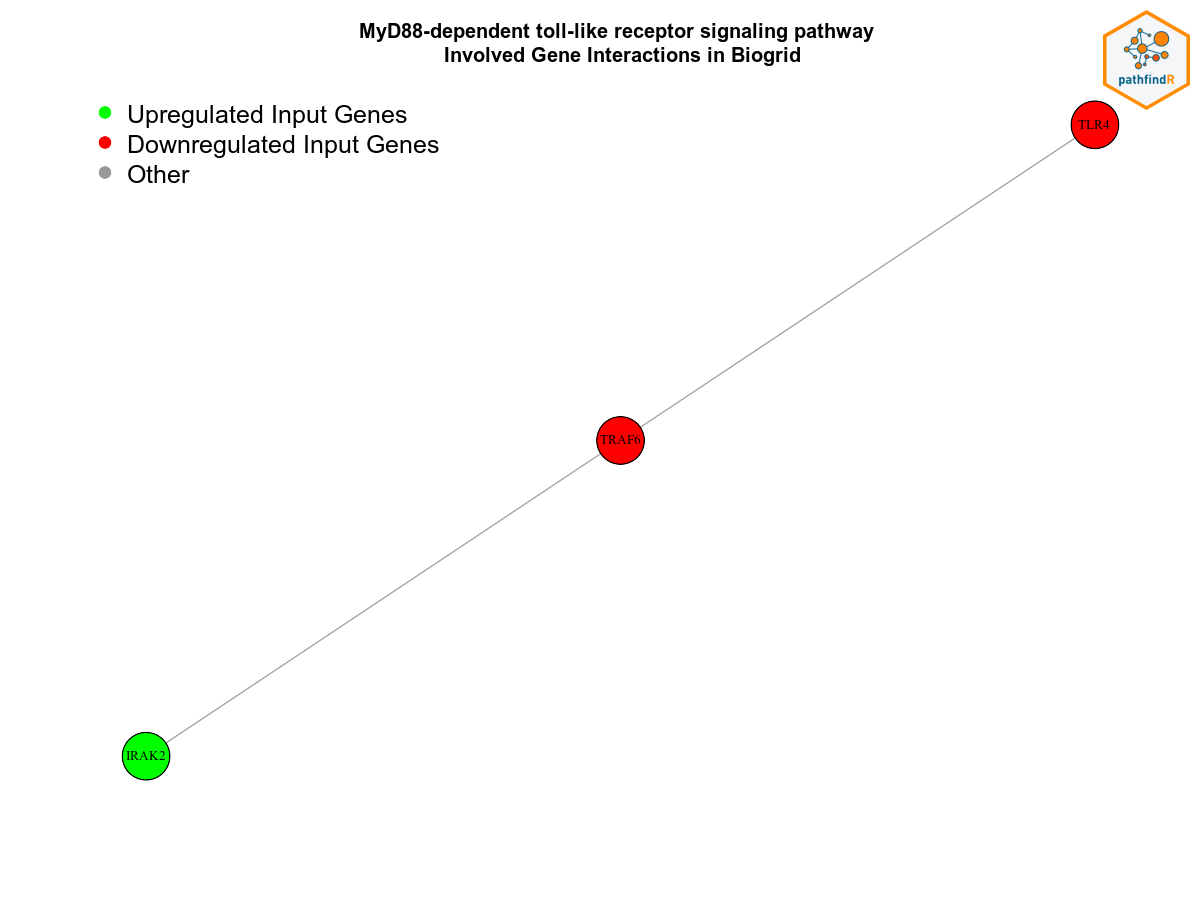 MyD88-dependent toll-like receptor signaling pathway
Involved Gene Interactions in Biogrid
pathfindR
Upregulated Input Genes
Downregulated Input Genes
Other
TLR4
TRAF6
IRAK2